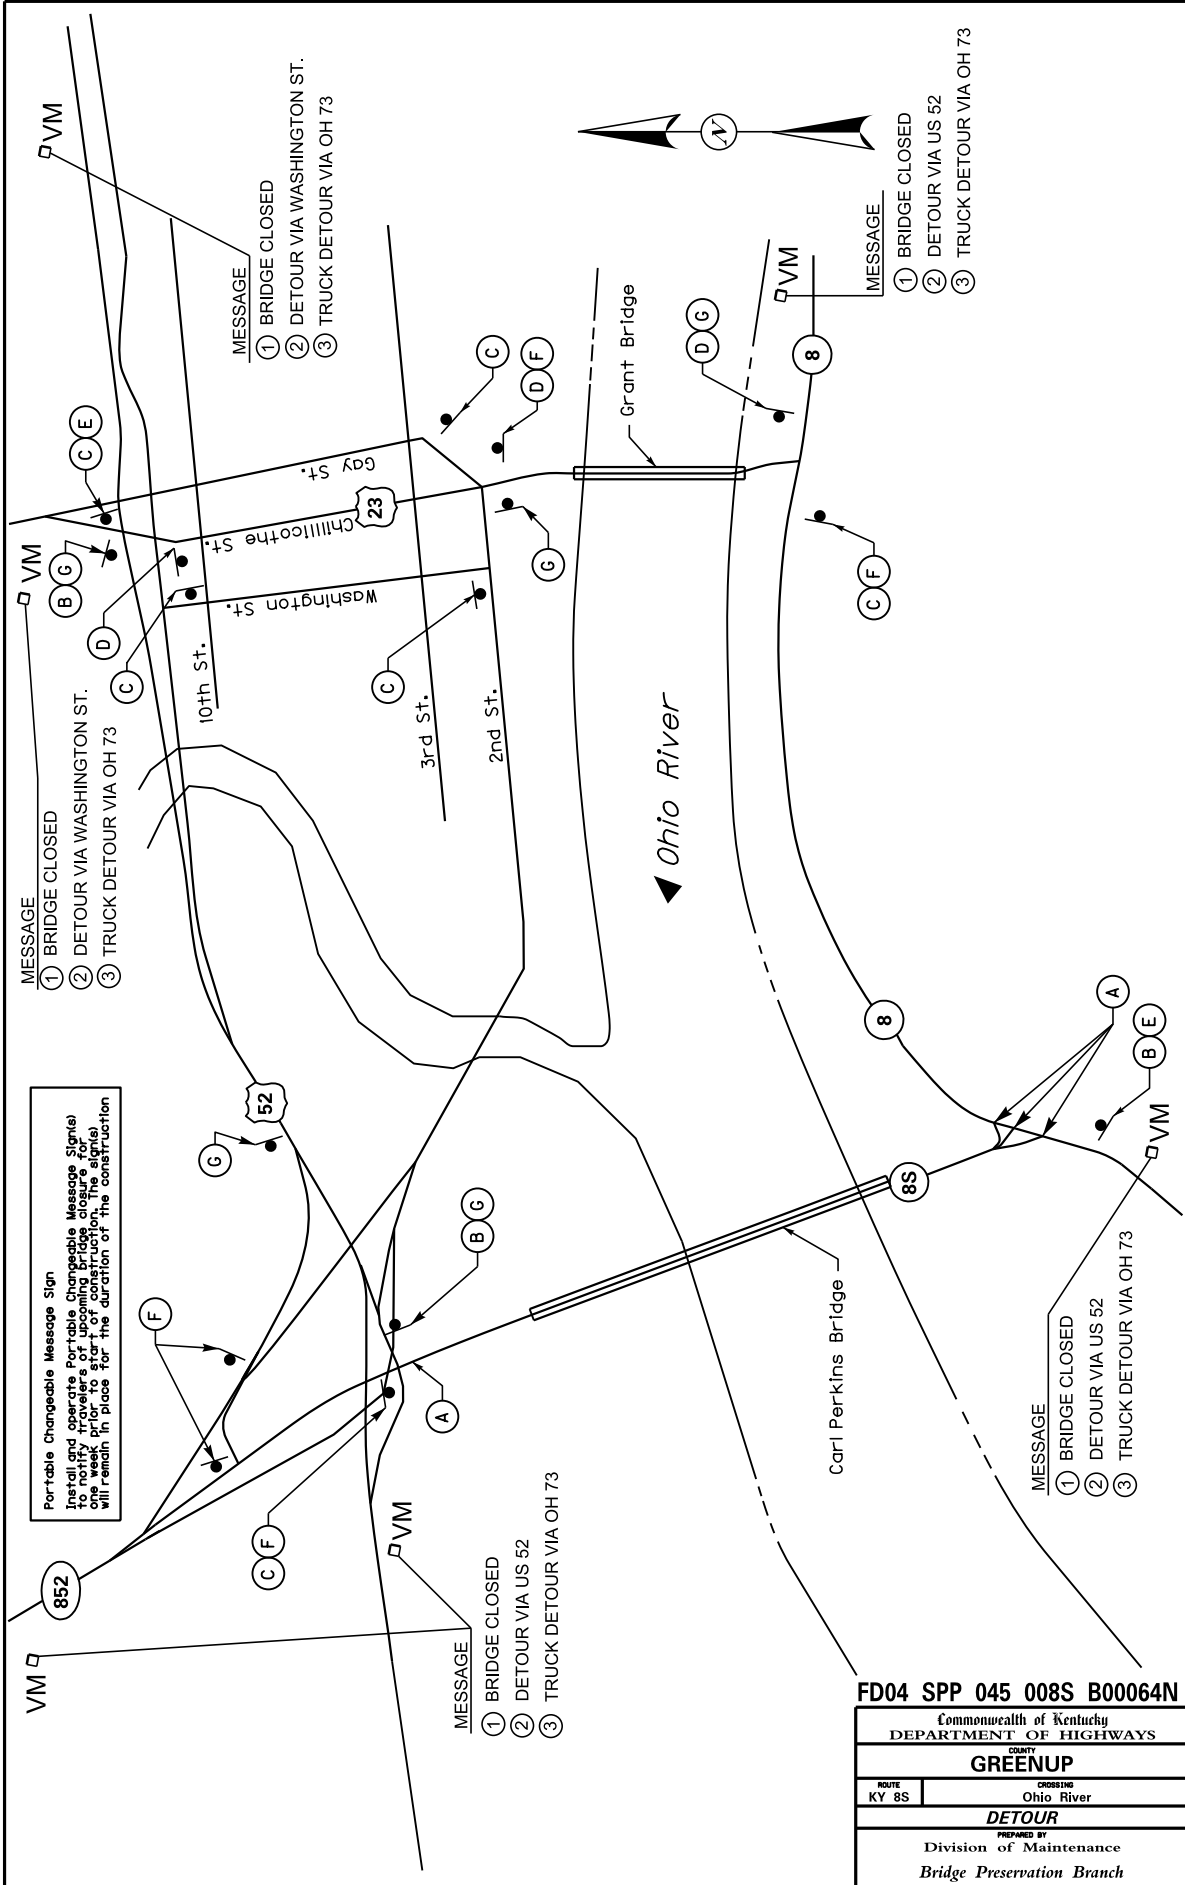 Portable Changeable Message Sign
Install and operate Portable Changeable Message Sign(s)
to notify travelers of upcoming bridge closure for
one week prior to start of construction. The sign(s)
will remain in place for the duration of the construction
VM
MESSAGE
1 BRIDGE CLOSED
2 DETOUR VIA WASHINGTON ST.
3 TRUCK DETOUR VIA OH 73
VM
MESSAGE
1 BRIDGE CLOSED
2 DETOUR VIA WASHINGTON ST.
3 TRUCK DETOUR VIA OH 73
VM
VM
MESSAGE
1 BRIDGE CLOSED
2 DETOUR VIA US 52
3 TRUCK DETOUR VIA OH 73
VM
MESSAGE
1 BRIDGE CLOSED
2 DETOUR VIA US 52
3 TRUCK DETOUR VIA OH 73
VM
MESSAGE
1 BRIDGE CLOSED
2 DETOUR VIA US 52
3 TRUCK DETOUR VIA OH 73
852
52
23
8
8
8S
N
F
C F
A
B G
G
B G
C E
D
C
C
C
D F
G
D G
C F
A
B E
10th St.
3rd St.
2nd St.
Washington St.
Chilllicothe St.
Gay St.
Grant Bridge
Ohio River
Carl Perkins Bridge
FD04 SPP 045 008S B00064N
Commonwealth of Kentucky
DEPARTMENT OF HIGHWAYS
COUNTY
GREENUP
ROUTE
KY 8S
CROSSING
Ohio River
DETOUR
PREPARED BY
Division of Maintenance
Bridge Preservation Branch